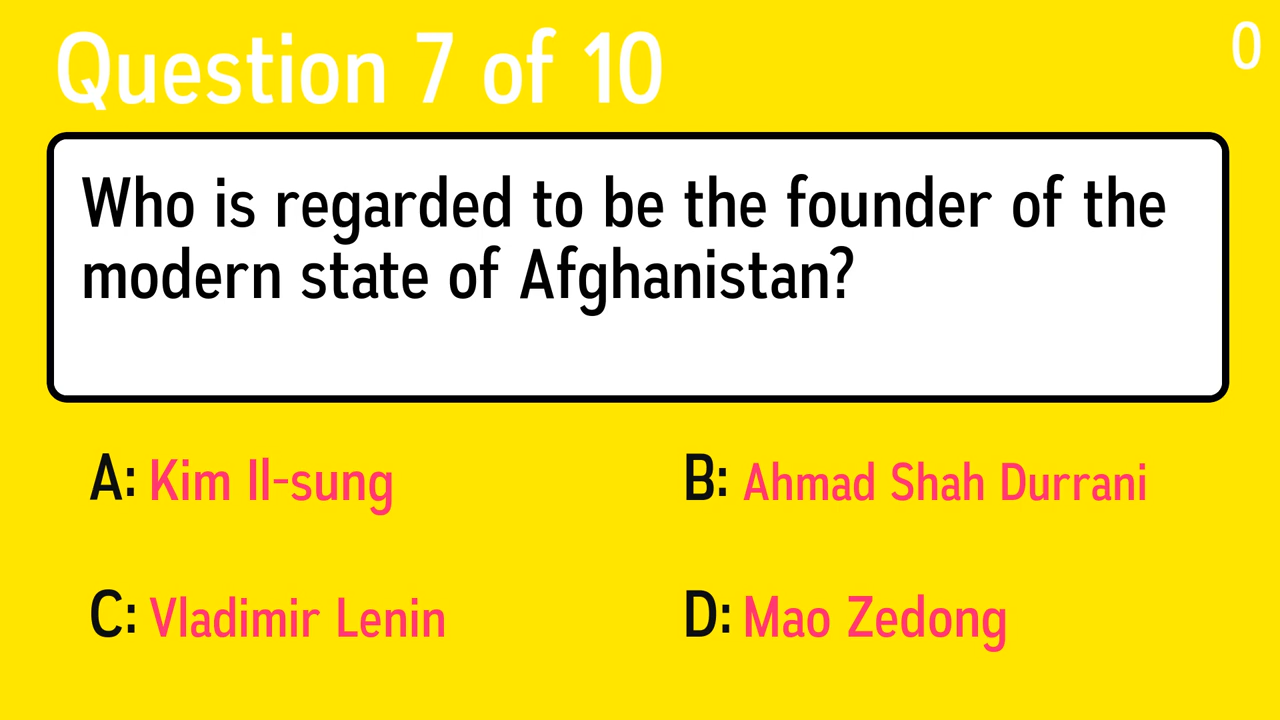 Question 7 of 10
0
Who is regarded to be the founder of the
modern state of Afghanistan?
A: Kim Il-sung
B: Ahmad Shah Durrani
C: Vladimir Lenin
D: Mao Zedong